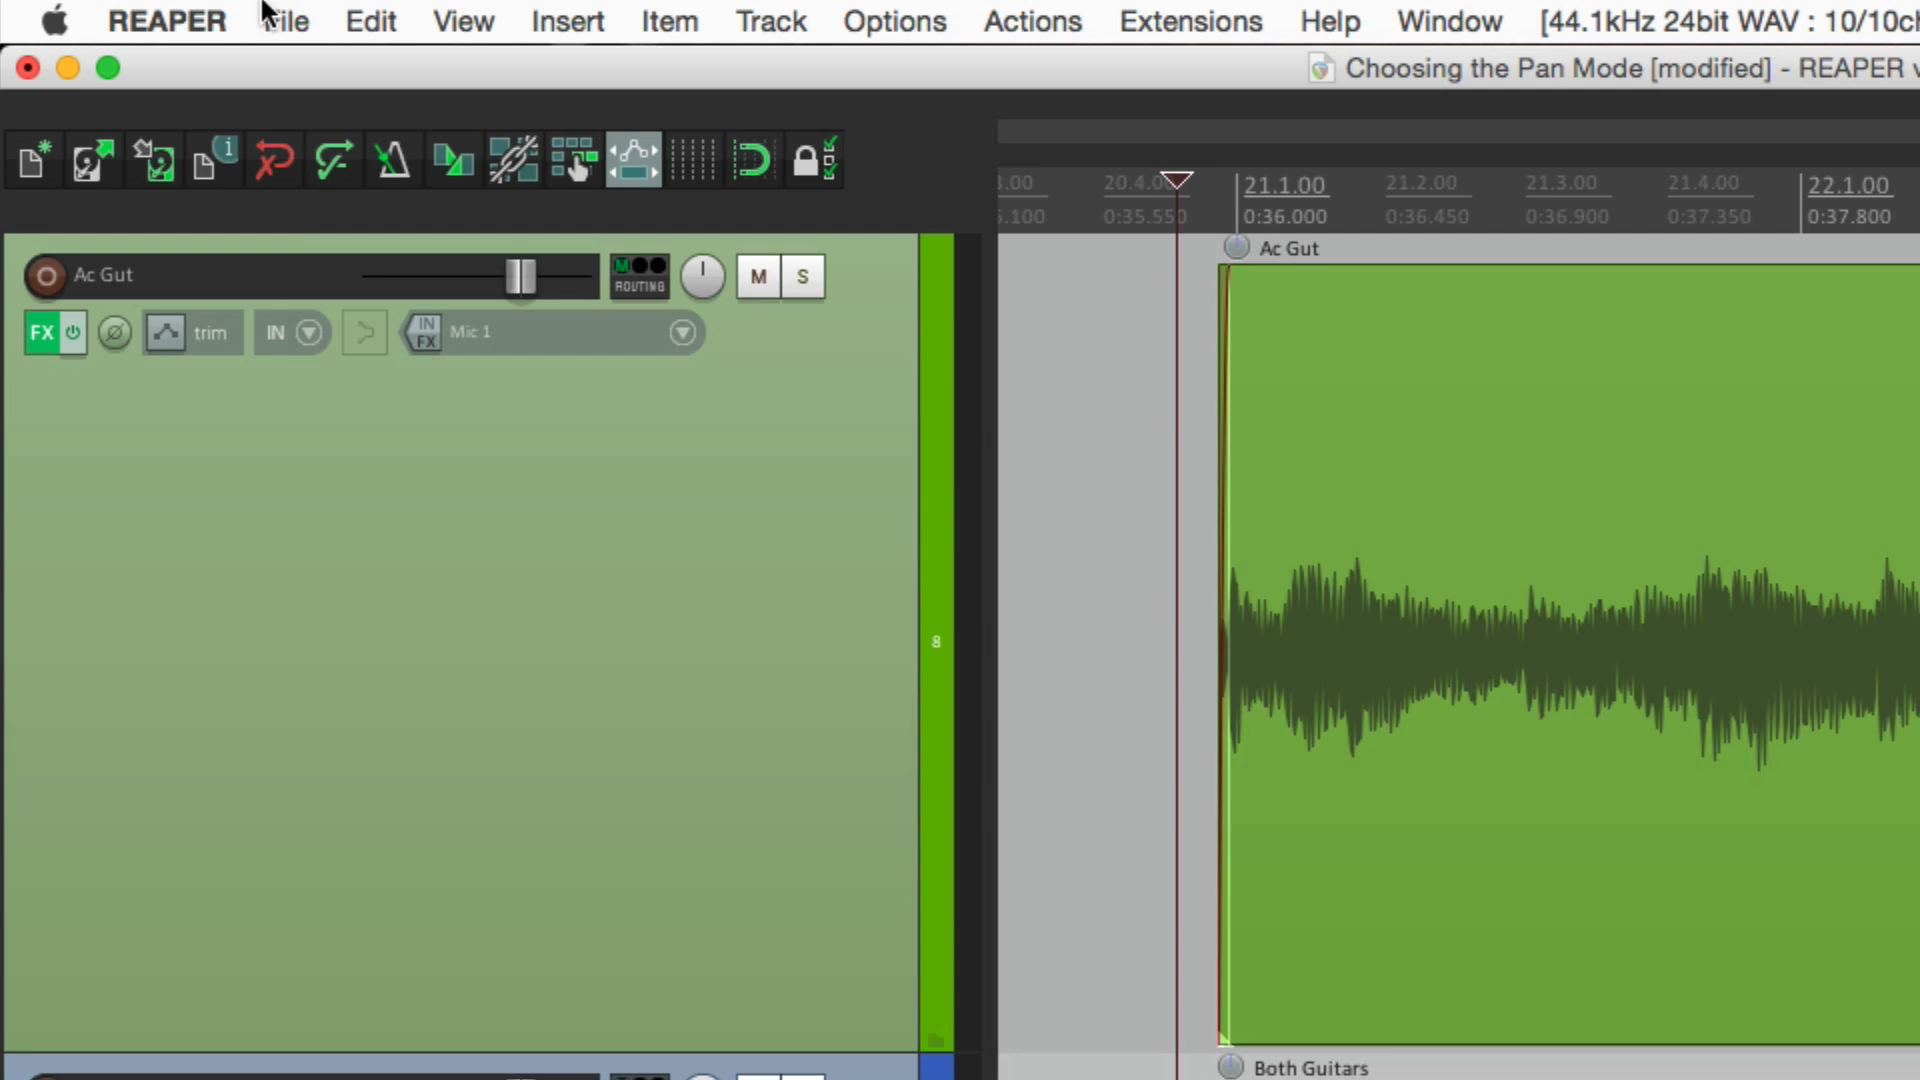 REAPER File Edit View Insert Item Track Options Actions Extensions Help Window [44.1kHz 24bit WAV : 10/10ch
Choosing the Pan Mode [modified] - REAPER v
20.4.00 21.1.00 21.2.00 21.3.00 21.4.00 22.1.00
0:35.550 0:36.000 0:36.450 0:36.900 0:37.350 0:37.800
Ac Gut
Ac Gut M ROUTING M S
FX trim IN IN FX Mic 1
8
Both Guitars